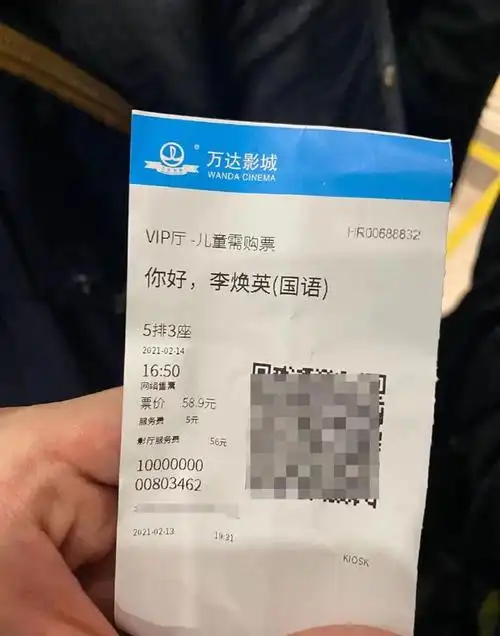 万达影城
WANDA CINEMA
HR00688832
VIP厅 -儿童需购票
你好，李焕英(国语)
5排3座
2021-02-14
16:50
网络售票
票价 58.9元
服务费 5元
影厅服务费 56元
10000000
00803462
2021-02-13 19:31
KIOSK